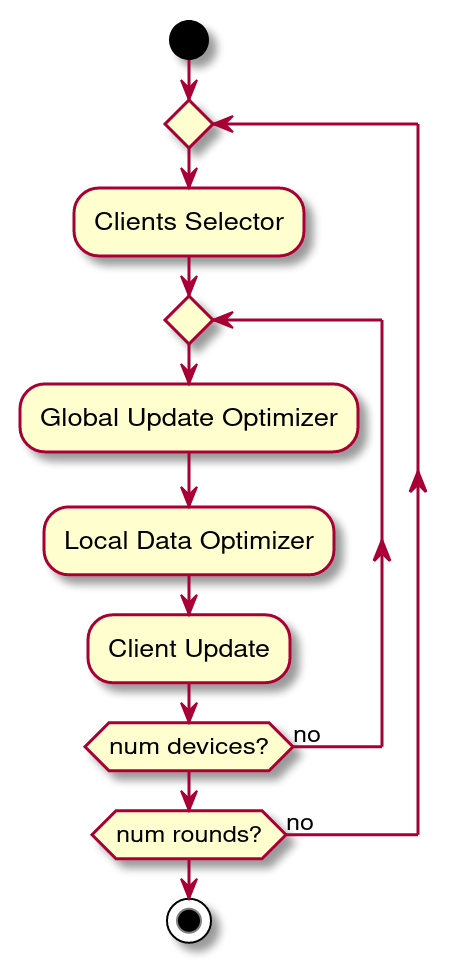 Clients Selector
Global Update Optimizer
Local Data Optimizer
Client Update
num devices?
no
num rounds?
no